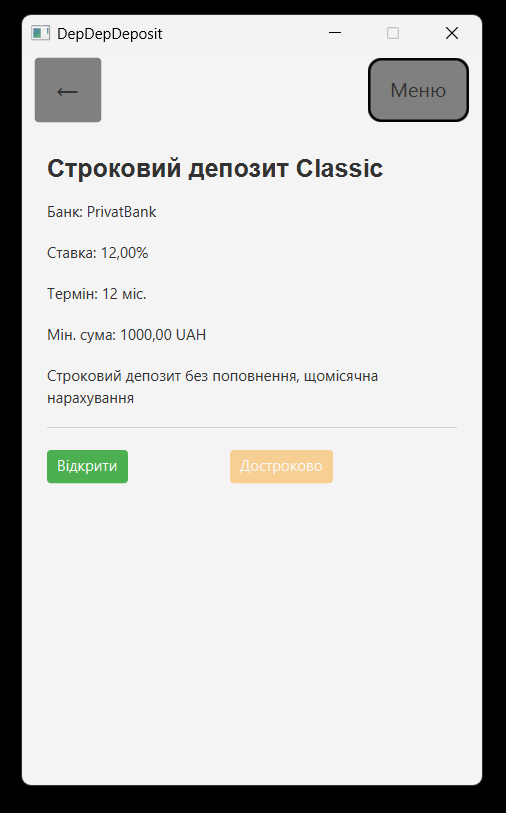 DepDepDeposit
←
Меню
Строковий депозит Classic
Банк: PrivatBank
Ставка: 12,00%
Термін: 12 міс.
Мін. сума: 1000,00 UAH
Строковий депозит без поповнення, щомісячна
нарахування
Відкрити
Достроково